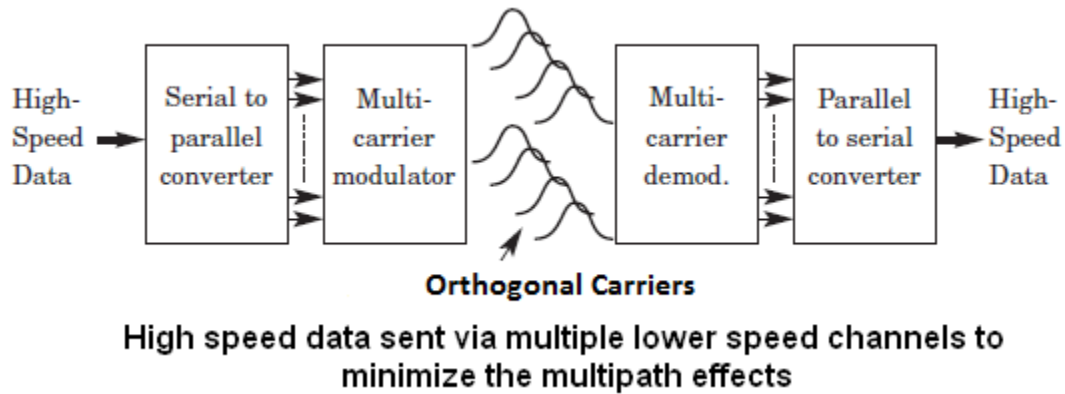 High-
Speed
Data
Serial to
parallel
converter
Multi-
carrier
modulator
Multi-
carrier
demod.
Parallel
to serial
converter
High-
Speed
Data
Orthogonal Carriers
High speed data sent via multiple lower speed channels to
minimize the multipath effects